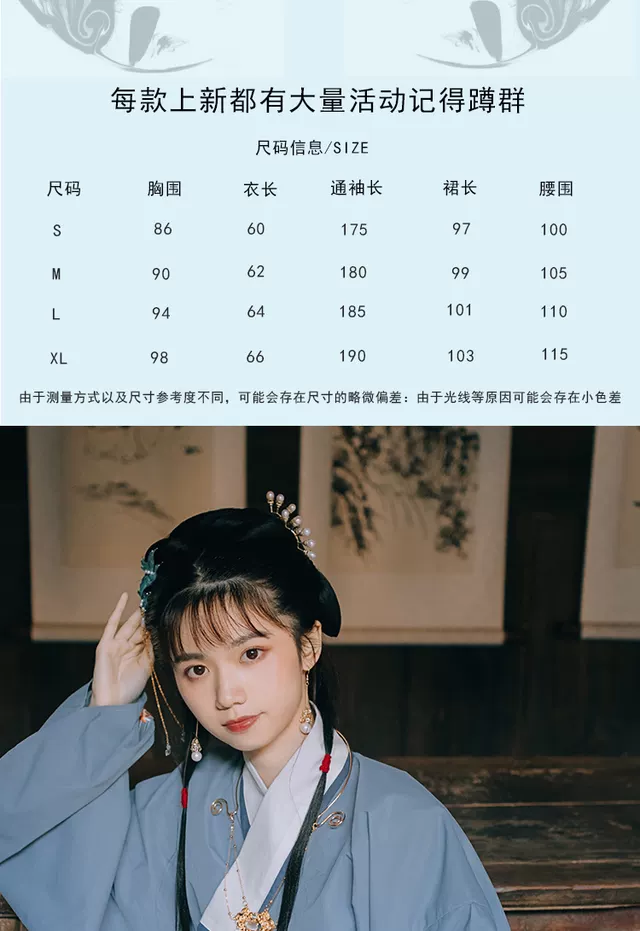 每款上新都有大量活动记得蹲群
尺码信息/SIZE
尺码 胸围 衣长 通袖长 裙长 腰围
S 86 60 175 97 100
M 90 62 180 99 105
L 94 64 185 101 110
XL 98 66 190 103 115
由于测量方式以及尺寸参考度不同，可能会存在尺寸的略微偏差：由于光线等原因可能会存在小色差